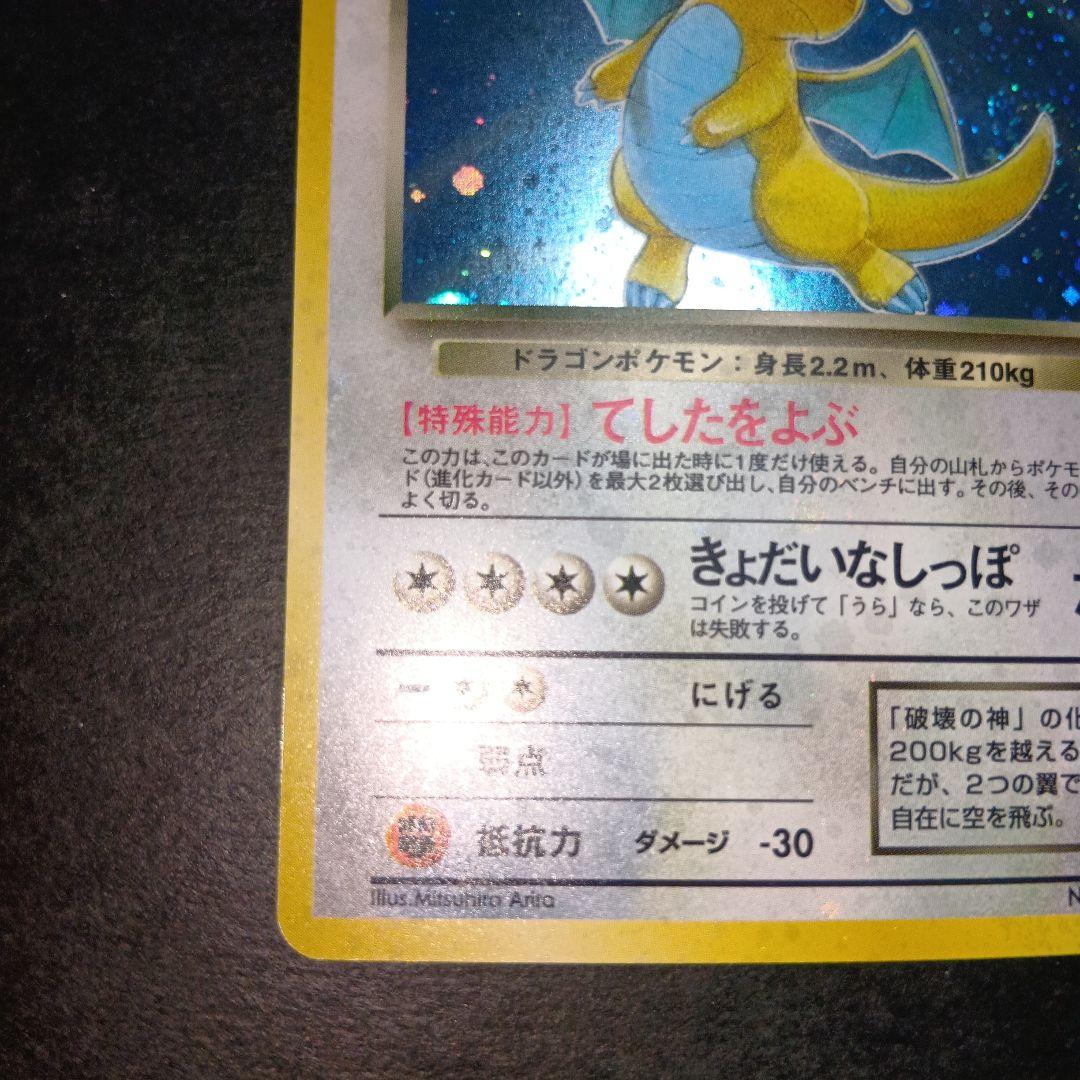 ドラゴンポケモン：身長2.2m、体重210kg
【特殊能力】てしたをよぶ
この力は、このカードが場に出た時に1度だけ使える。自分の山札からポケモ
ド（進化カード以外）を最大2枚選び出し、自分のベンチに出す。その後、その
よく切る。
きょだいなしっぽ
コインを投げて「うら」なら、このワザ
は失敗する。
にげる
弱点
抵抗力 ダメージ -30
「破壊の神」の化
200kgを越える
だが、2つの翼で
自在に空を飛ぶ。
Illus. Mitsuhiro Arita
N